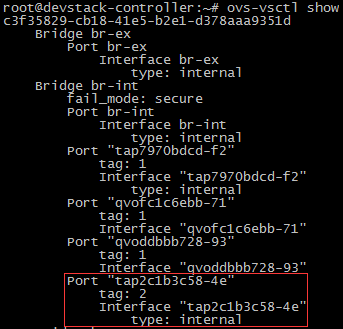 root@devstack-controller:~# ovs-vsctl show
c3f35829-cb18-41e5-b2e1-d378aaa9351d
    Bridge br-ex
        Port br-ex
            Interface br-ex
                type: internal
    Bridge br-int
        fail_mode: secure
        Port br-int
            Interface br-int
                type: internal
        Port "tap7970bdcd-f2"
            tag: 1
            Interface "tap7970bdcd-f2"
                type: internal
        Port "qvofc1c6ebb-71"
            tag: 1
            Interface "qvofc1c6ebb-71"
        Port "qvoddbbb728-93"
            tag: 1
            Interface "qvoddbbb728-93"
        Port "tap2c1b3c58-4e"
            tag: 2
            Interface "tap2c1b3c58-4e"
                type: internal